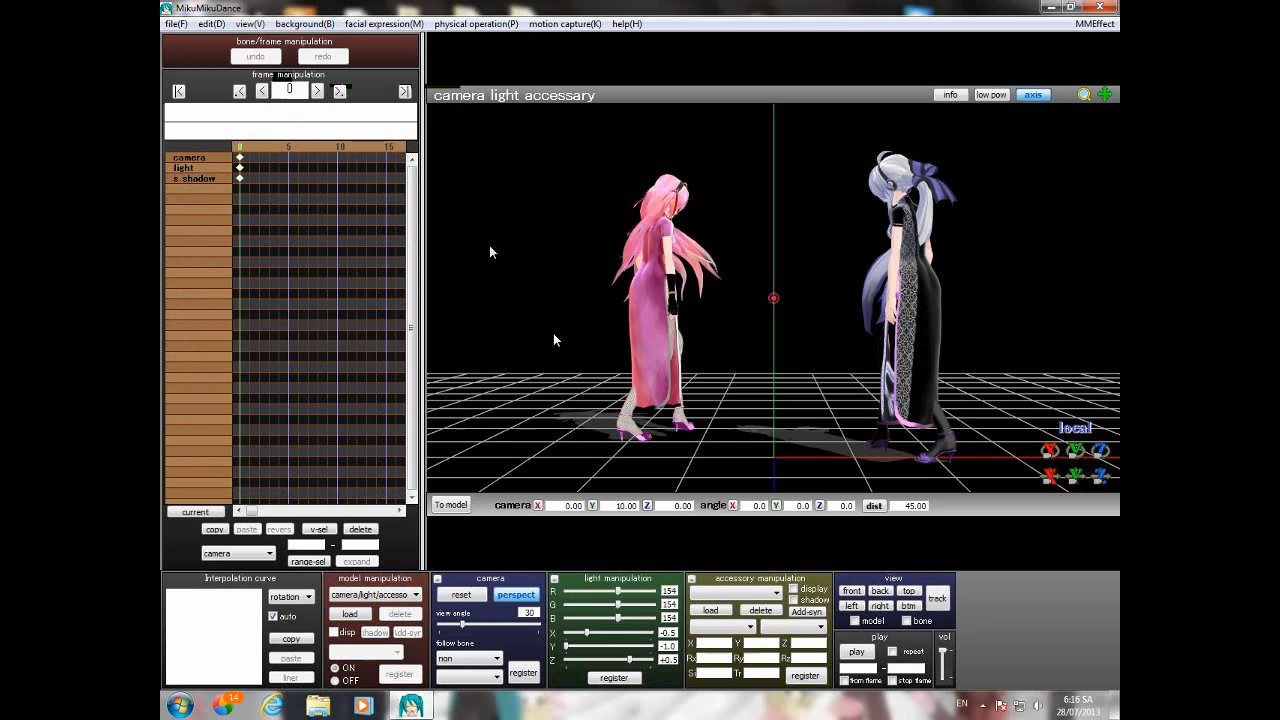 MikuMikuDance
file(F) edit(D) view(V) background(B) facial expression(M) physical operation(P) motion capture(K) help(H) MMEffect
bone/frame manipulation
undo redo
frame manipulation
0
camera light accessary info low pow axis
0 5 10 15
camera
light
s shadow
local
current
To model camera X 0.00 Y 10.00 Z 0.00 angle X 0.0 Y 0.0 Z 0.0 dist 45.00
copy paste revers v-sel delete
camera -
range-sel expand
Interpolation curve model manipulation camera light manipulation accessory manipulation view
rotation camera/light/accesso reset perspect R 154 display front back top
auto load delete view angle 30 G 154 shadow left right btm track
copy disp shadow Add-syn B 154 load delete Add-syn model bone
paste ON follow bone X -0.5 X Y Z play vol
liner OFF register non register Y -1.0 Rx Ry Rz play repeat
Z +0.5 Si Tr register -
register from flame stop flame
14 EN 6:16 SA
28/07/2013